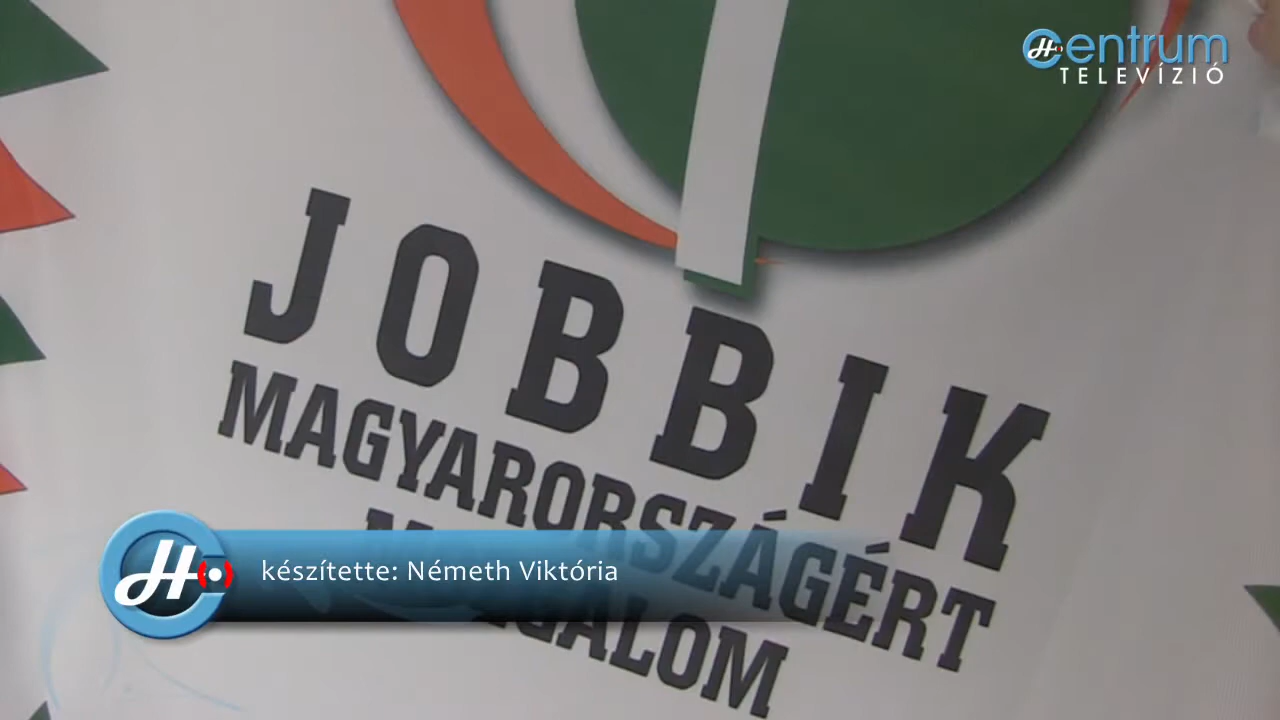 Centrum
TELEVÍZIÓ
JOBBIK
MAGYARORSZÁGÉRT
készítette: Németh Viktória